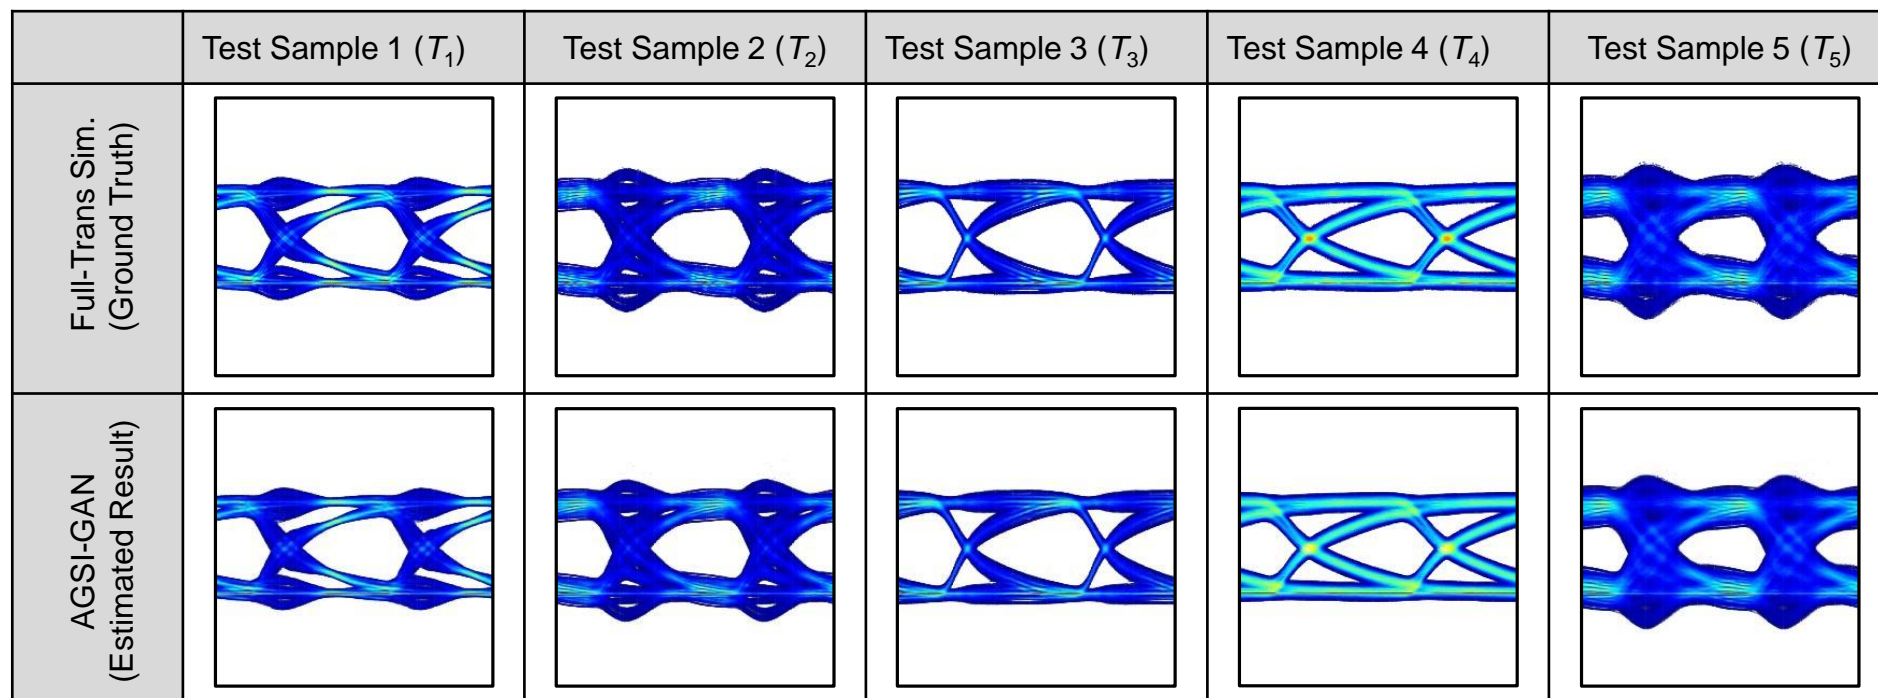 Test Sample 1 (T₁)
Test Sample 2 (T₂)
Test Sample 3 (T₃)
Test Sample 4 (T₄)
Test Sample 5 (T₅)
Full-Trans Sim.
(Ground Truth)
AGSI-GAN
(Estimated Result)